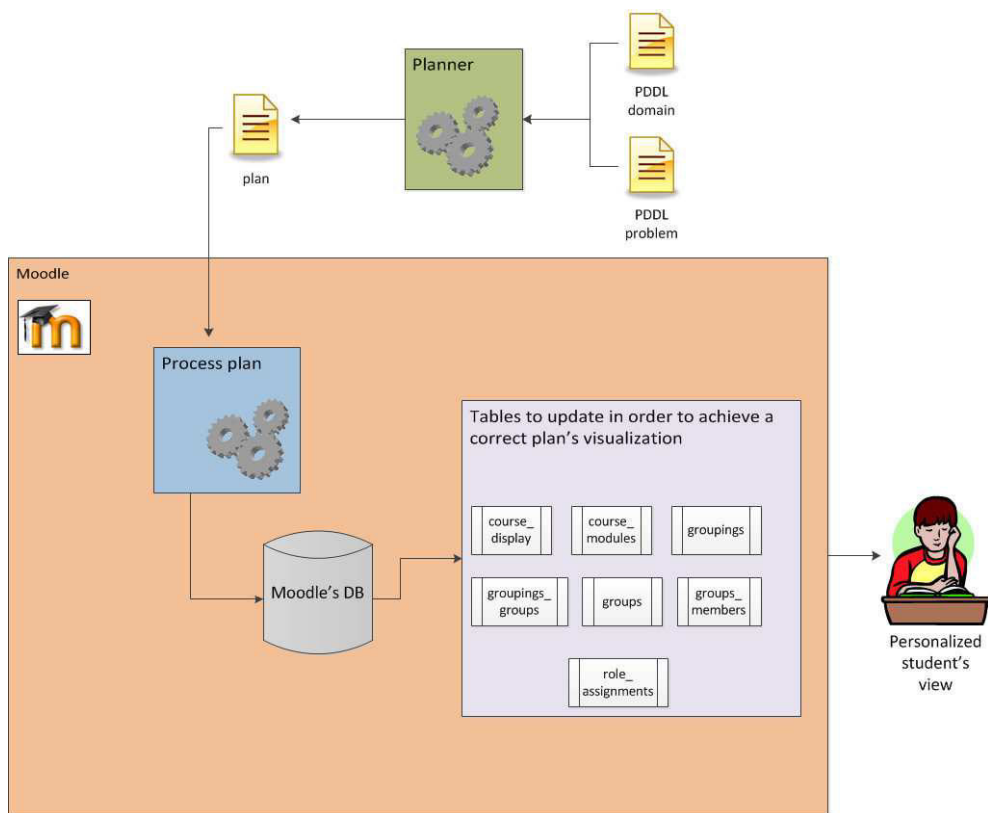 Planner
PDDL
domain
plan
PDDL
problem
Moodle
m
Process plan
Tables to update in order to achieve a
correct plan's visualization
course_
display
course_
modules
groupings
groupings_
groups
groups
groups_
members
role_
assignments
Moodle's DB
Personalized
student's
view